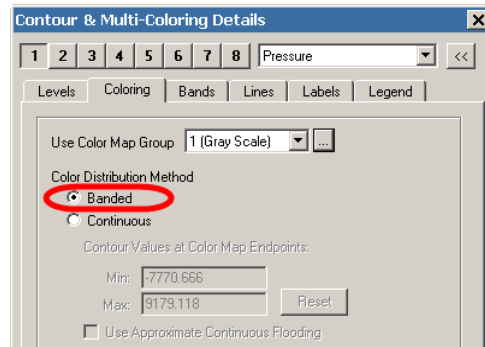 Contour & Multi-Coloring Details
1 2 3 4 5 6 7 8 Pressure <<
Levels Coloring Bands Lines Labels Legend
Use Color Map Group 1 (Gray Scale) ...
Color Distribution Method
Banded
Continuous
Contour Values at Color Map Endpoints:
Min: -7770.666
Max: 9179.118 Reset
Use Approximate Continuous Flooding